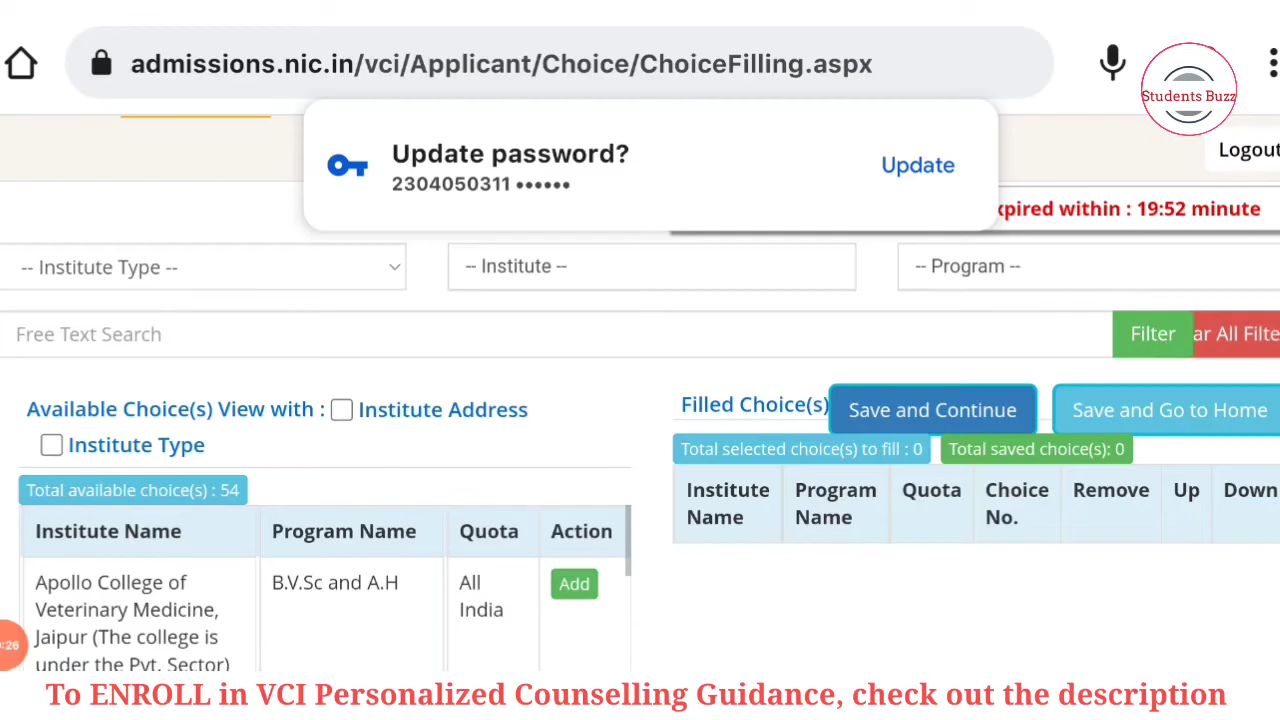 admissions.nic.in/vci/Applicant/Choice/ChoiceFilling.aspx
Students Buzz
Update password?
2304050311 ••••••
Update
Logout
xpired within : 19:52 minute
-- Institute Type --
-- Institute --
-- Program --
Free Text Search
Filter
ar All Filte
Available Choice(s) View with : Institute Address
Institute Type
Total available choice(s) : 54
Institute Name Program Name Quota Action
Apollo College of B.V.Sc and A.H All Add
Veterinary Medicine, India
Jaipur (The college is
under the Pvt. Sector)
Filled Choice(s)
Save and Continue
Save and Go to Home
Total selected choice(s) to fill : 0
Total saved choice(s): 0
Institute Program Quota Choice Remove Up Down
Name Name No.
:26
To ENROLL in VCI Personalized Counselling Guidance, check out the description